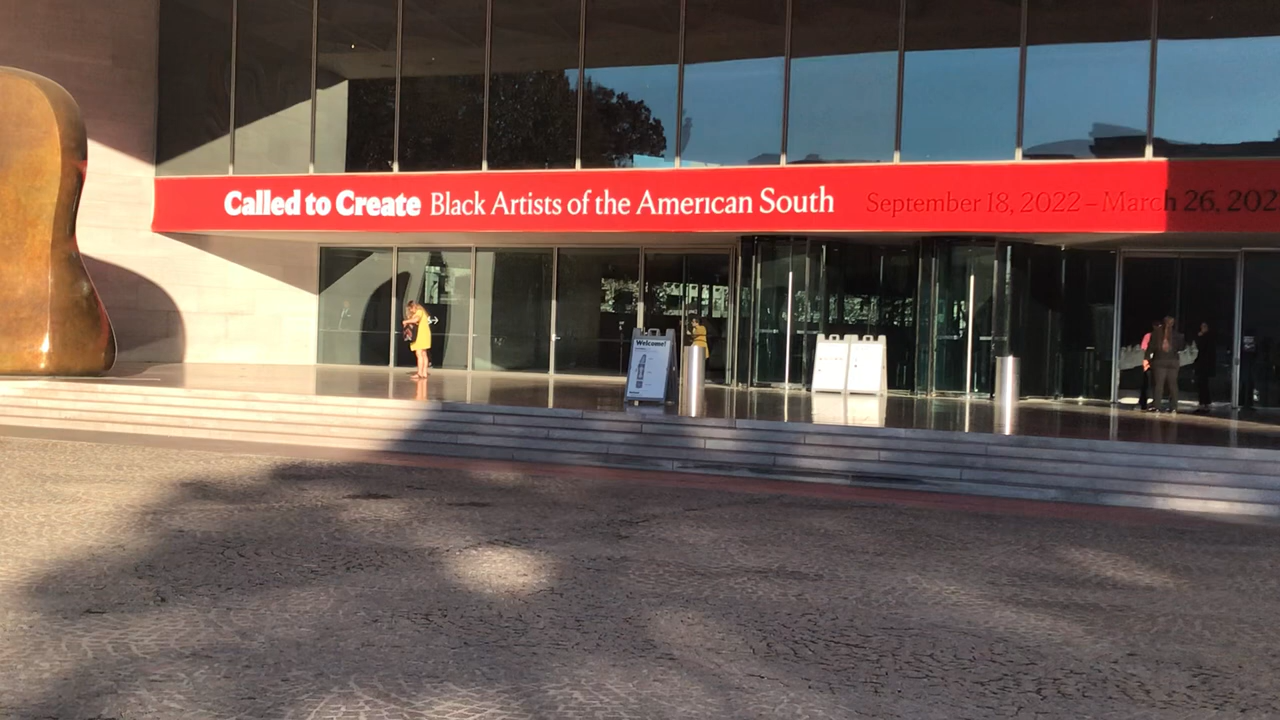 Called to Create Black Artists of the American South September 18, 2022 – March 26, 202
Welcome!